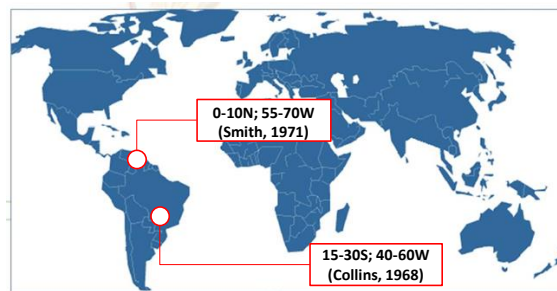 0-10N; 55-70W
(Smith, 1971)
15-30S; 40-60W
(Collins, 1968)